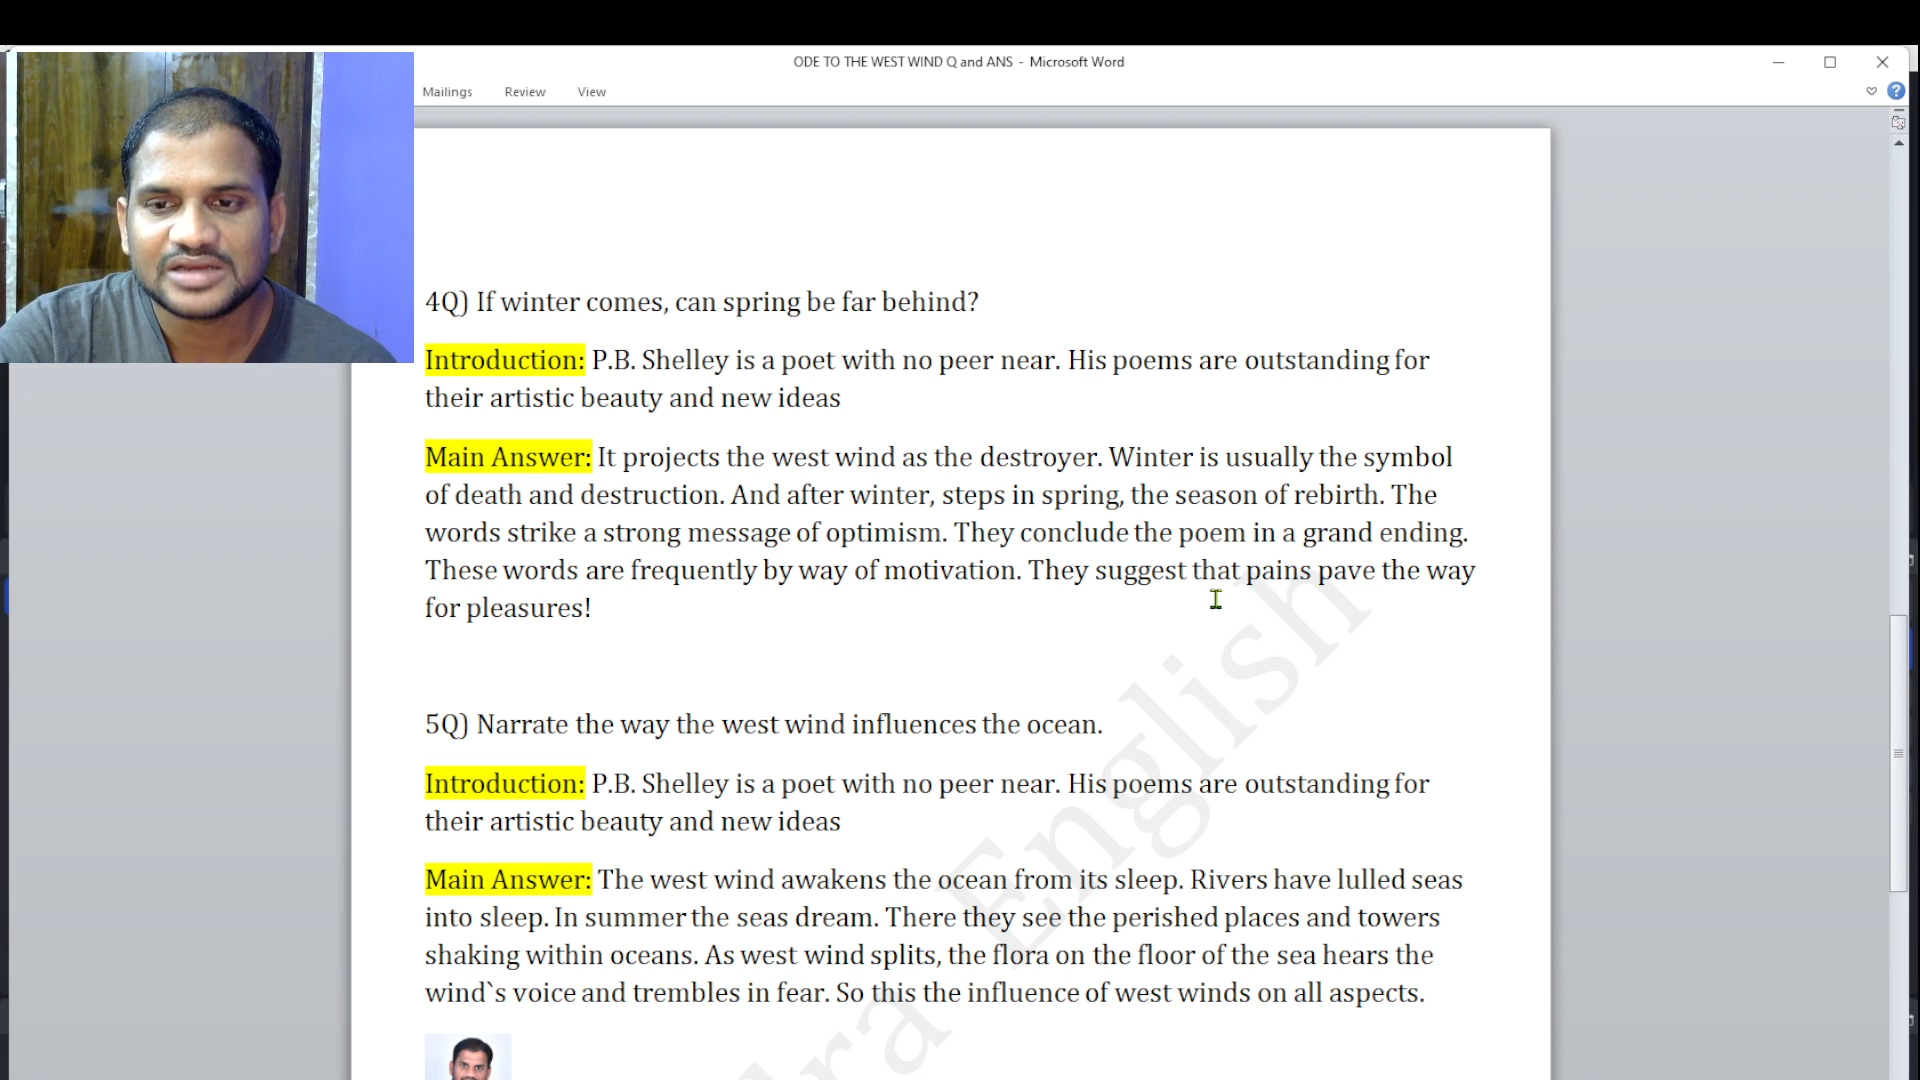 ODE TO THE WEST WIND Q and ANS - Microsoft Word
Mailings Review View
4Q) If winter comes, can spring be far behind?
Introduction: P.B. Shelley is a poet with no peer near. His poems are outstanding for
their artistic beauty and new ideas
Main Answer: It projects the west wind as the destroyer. Winter is usually the symbol
of death and destruction. And after winter, steps in spring, the season of rebirth. The
words strike a strong message of optimism. They conclude the poem in a grand ending.
These words are frequently by way of motivation. They suggest that pains pave the way
for pleasures!
5Q) Narrate the way the west wind influences the ocean.
Introduction: P.B. Shelley is a poet with no peer near. His poems are outstanding for
their artistic beauty and new ideas
Main Answer: The west wind awakens the ocean from its sleep. Rivers have lulled seas
into sleep. In summer the seas dream. There they see the perished places and towers
shaking within oceans. As west wind splits, the flora on the floor of the sea hears the
wind`s voice and trembles in fear. So this the influence of west winds on all aspects.
English